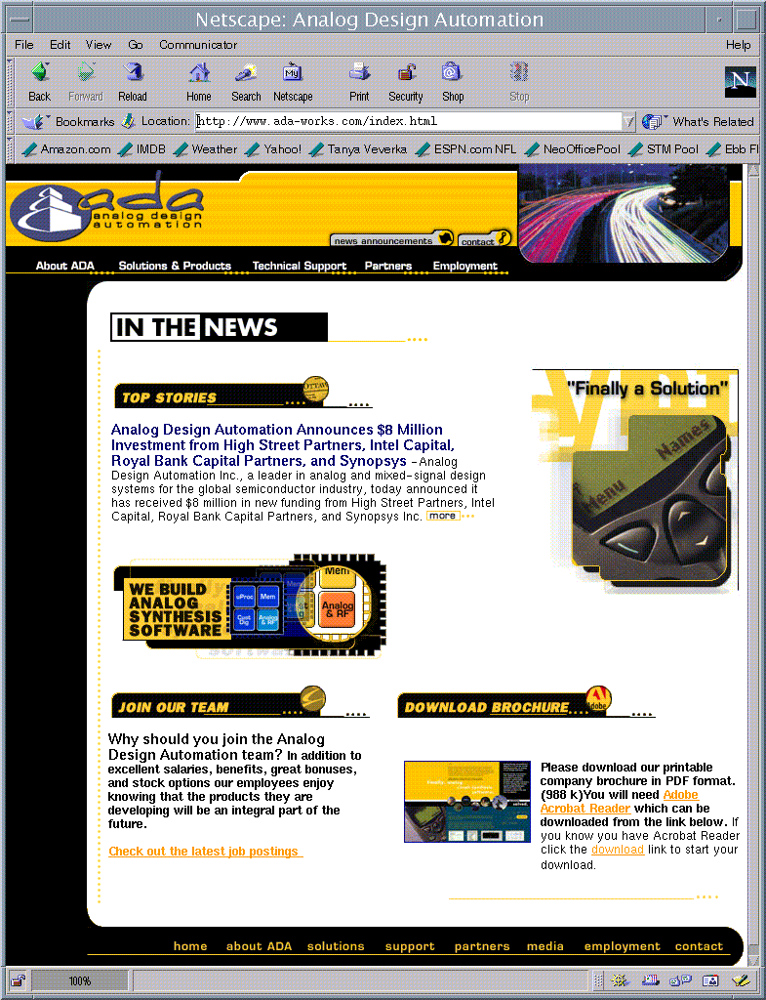 Netscape: Analog Design Automation
File Edit View Go Communicator Help
Back Forward Reload Home Search Netscape Print Security Shop Stop
My
N
Bookmarks Location: http://www.ada-works.com/index.html What's Related
Amazon.com IMDB Weather Yahoo! Tanya Veverka ESPN.com NFL NeoOfficePool STM Pool Ebb Fl
ada
analog design
automation
news announcements contact
About ADA Solutions & Products Technical Support Partners Employment
IN THE NEWS
TOP STORIES
"Finally a Solution"
Names
Menu
Analog Design Automation Announces $8 Million
Investment from High Street Partners, Intel Capital,
Royal Bank Capital Partners, and Synopsys - Analog
Design Automation Inc., a leader in analog and mixed-signal design
systems for the global semiconductor industry, today announced it
has received $8 million in new funding from High Street Partners, Intel
Capital, Royal Bank Capital Partners, and Synopsys Inc. more
WE BUILD
ANALOG
SYNTHESIS
SOFTWARE
uProc Mem
Cust Dig Analog & RF
Mem
Analog & RF
JOIN OUR TEAM
DOWNLOAD BROCHURE
Adobe
Why should you join the Analog
Design Automation team? In addition to
excellent salaries, benefits, great bonuses,
and stock options our employees enjoy
knowing that the products they are
developing will be an integral part of the
future.
Check out the latest job postings
Please download our printable
company brochure in PDF format.
(988 k)You will need Adobe
Acrobat Reader which can be
downloaded from the link below. If
you know you have Acrobat Reader
click the download link to start your
download.
home about ADA solutions support partners media employment contact
100%